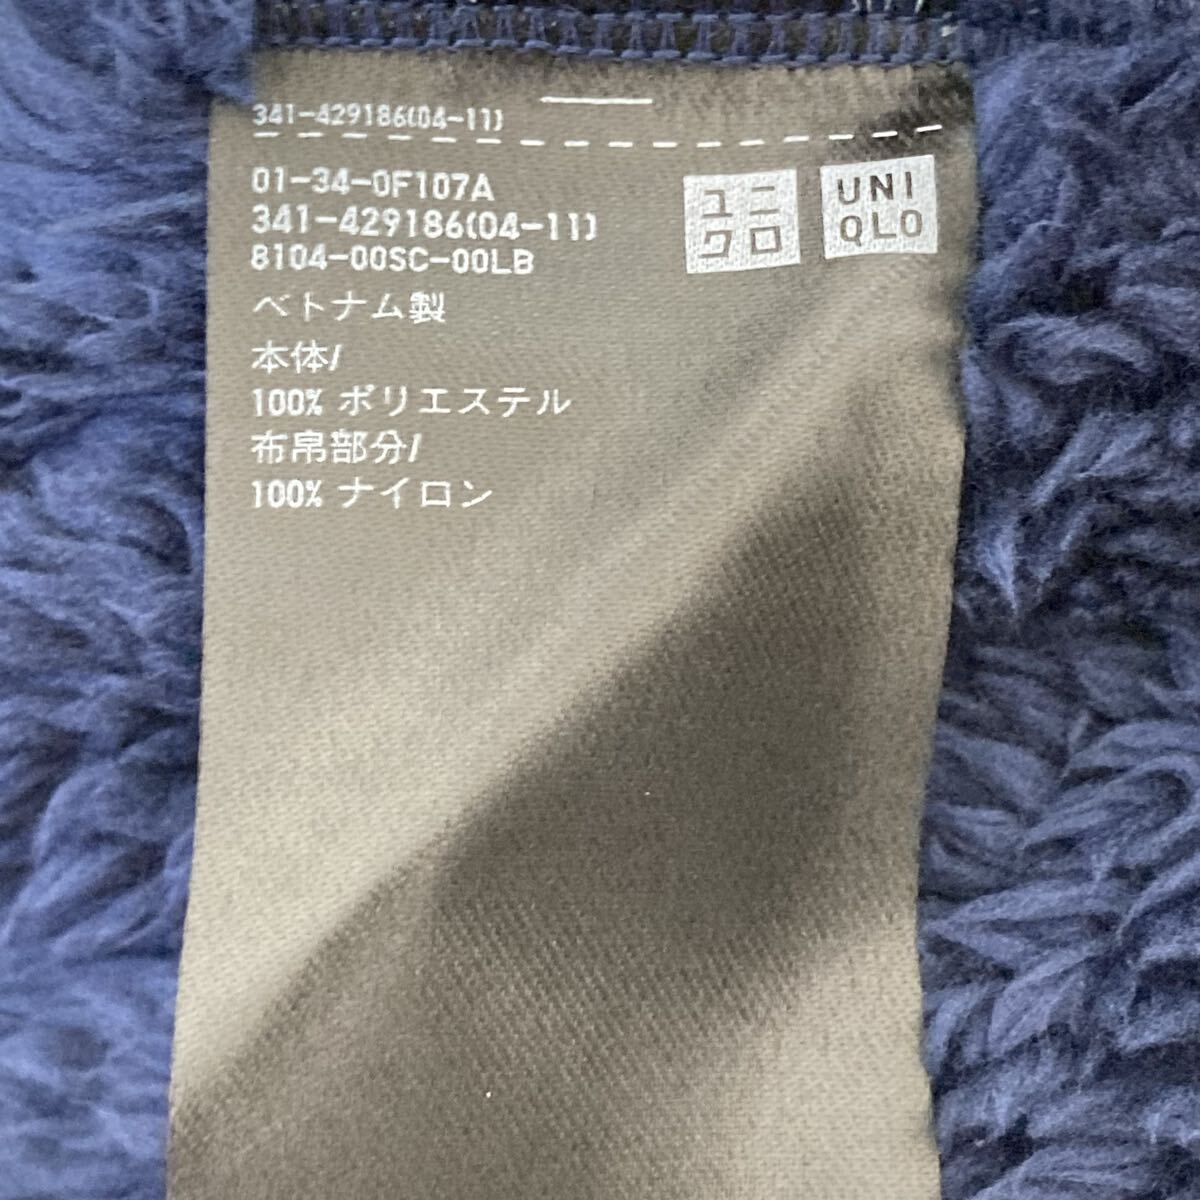 341-429186(04-11)
01-34-0F107A
341-429186(04-11)
8104-00SC-00LB
ベトナム製
本体/
100% ポリエステル
布帛部分/
100% ナイロン
ユニ
クロ
UNI
QLO